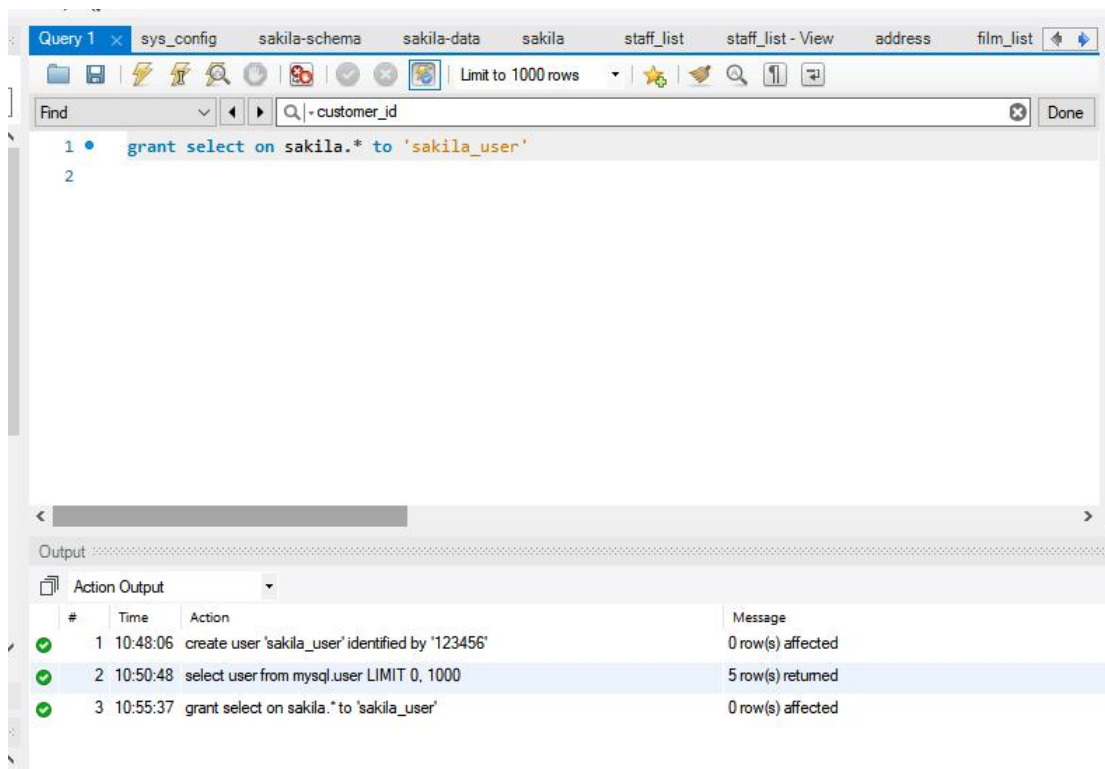 Query 1 sys_config sakila-schema sakila-data sakila staff_list staff_list - View address film_list
Limit to 1000 rows
Find customer_id Done
1 grant select on sakila.* to 'sakila_user'
2
Output
Action Output
# Time Action Message
1 10:48:06 create user 'sakila_user' identified by '123456' 0 row(s) affected
2 10:50:48 select user from mysql.user LIMIT 0, 1000 5 row(s) returned
3 10:55:37 grant select on sakila.* to 'sakila_user' 0 row(s) affected